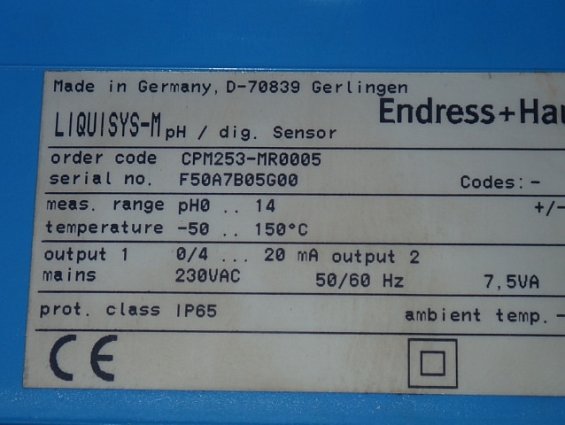 Made in Germany, D-70839 Gerlingen
Endress+Hau
LIQUISYS-M pH / dig. Sensor
order code CPM253-MR0005
serial no. F50A7B05G00 Codes: -
meas. range pH0 .. 14 +/-
temperature -50 .. 150°C
output 1 0/4 ... 20 mA output 2
mains 230VAC 50/60 Hz 7,5VA
prot. class IP65 ambient temp. -
CE